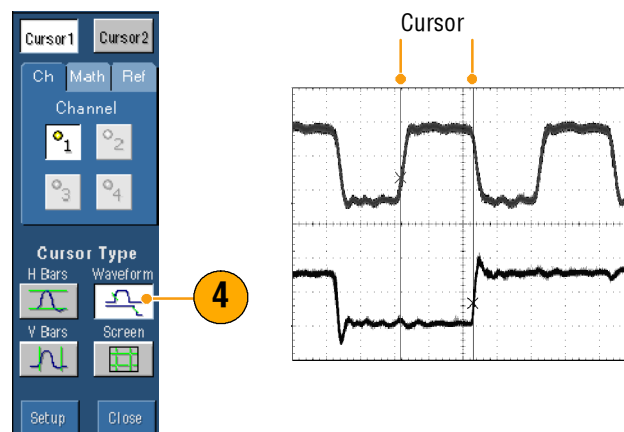 Cursor1 Cursor2
Ch Math Ref
Channel
1 2
3 4
Cursor Type
H Bars Waveform
V Bars Screen
Setup Close
4
Cursor